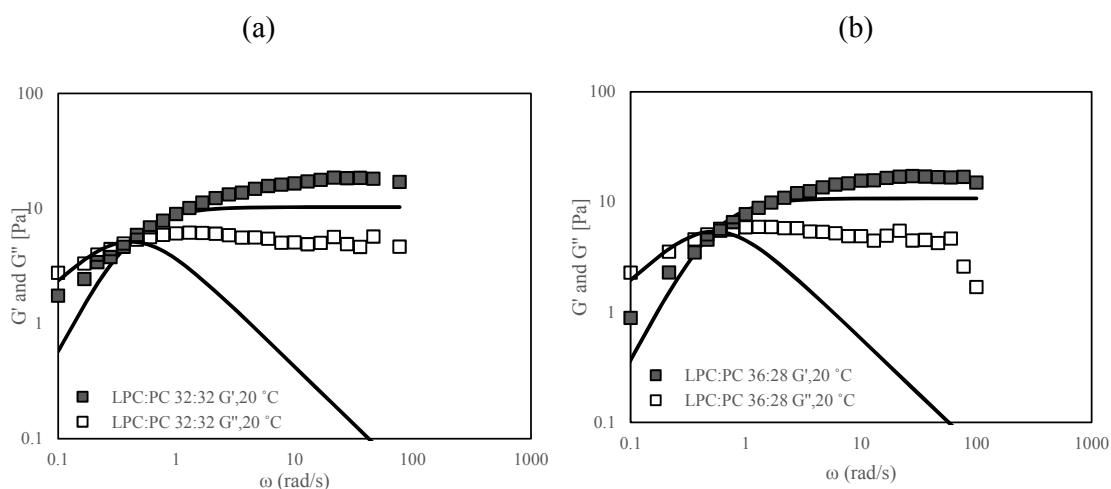 (a)
100
10
1
0.1
G' and G" [Pa]
LPC:PC 32:32 G',20 ˚C
LPC:PC 32:32 G'',20 ˚C
0.1 1 10 100 1000
ω (rad/s)
(b)
100
10
1
0.1
G' and G" [Pa]
LPC:PC 36:28 G',20 ˚C
LPC:PC 36:28 G'',20 ˚C
0.1 1 10 100 1000
ω (rad/s)